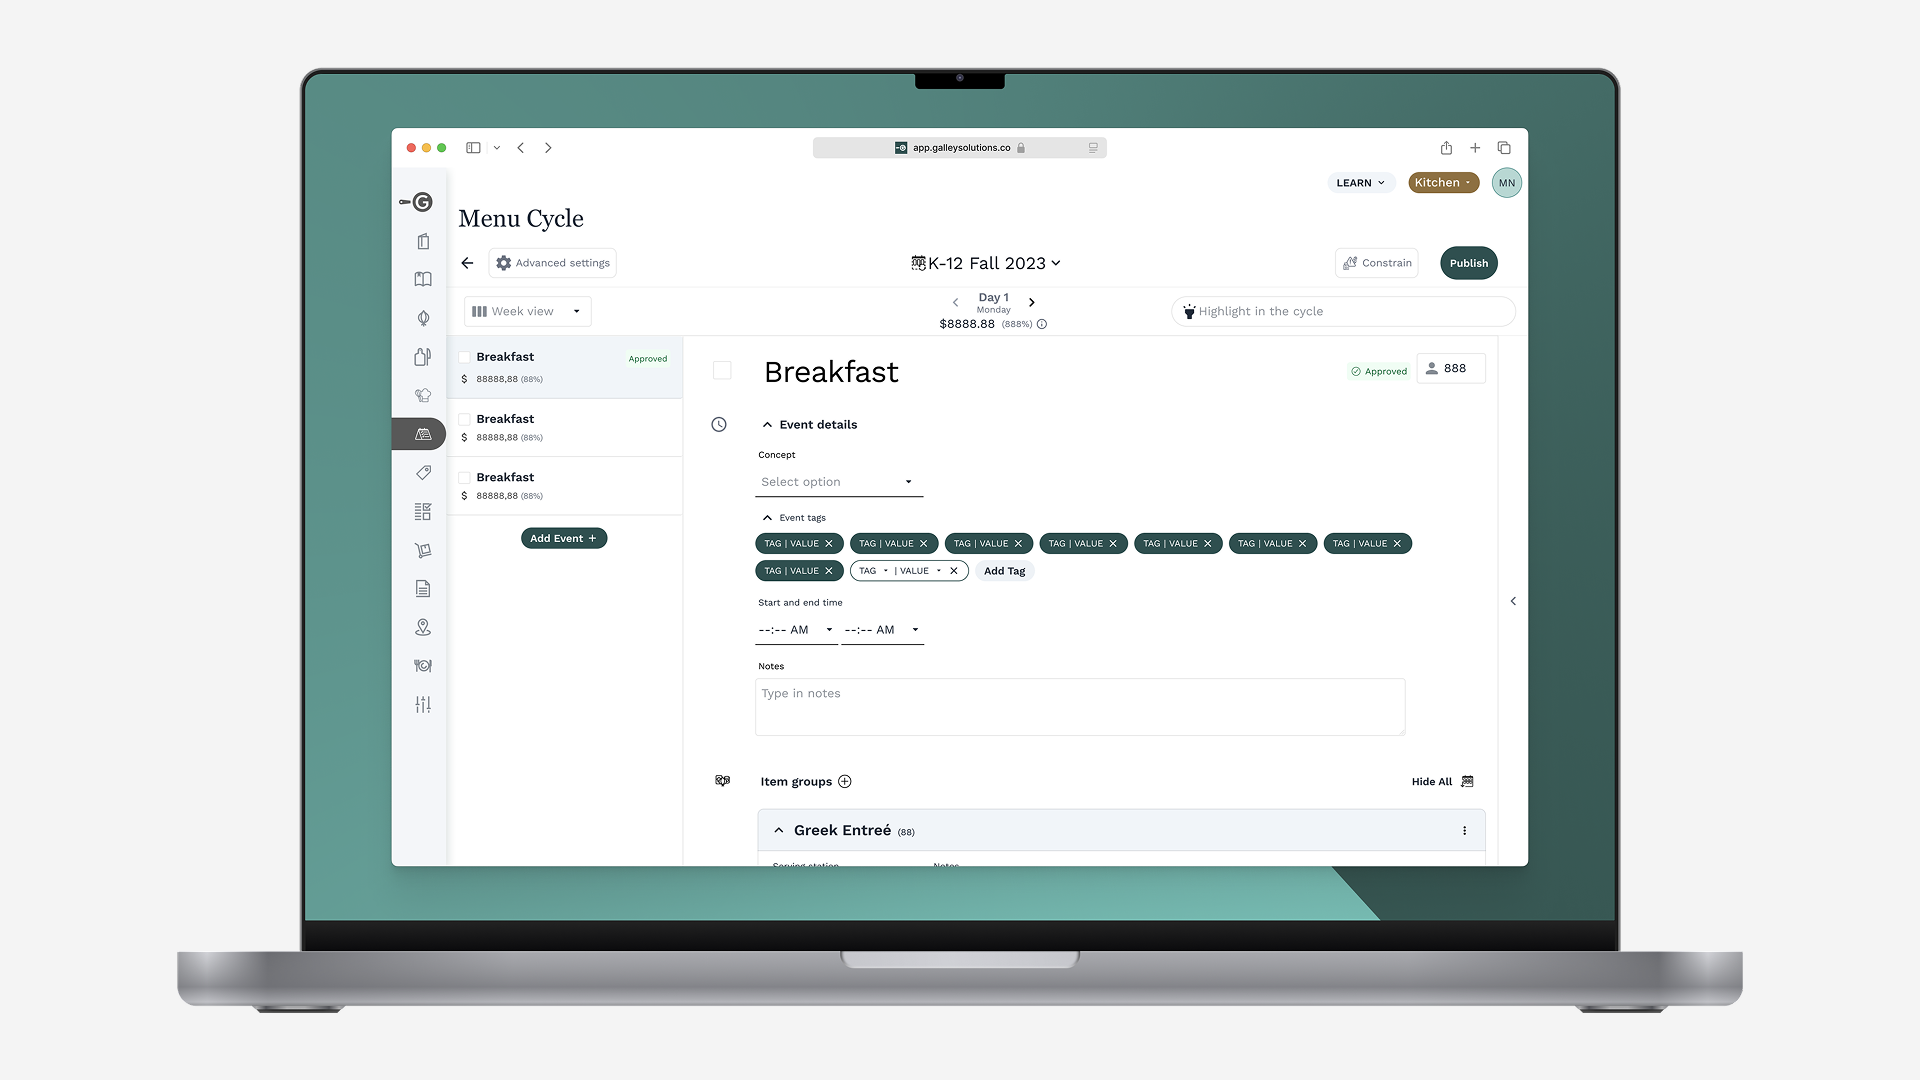 app.galleysolutions.co
LEARN
Kitchen
MN
G
Menu Cycle
Advanced settings
K-12 Fall 2023
Constrain
Publish
Week view
Day 1
Monday
$8888.88 (888%)
Highlight in the cycle
Breakfast
Approved
$ 88888,88 (88%)
Breakfast
$ 88888,88 (88%)
Breakfast
$ 88888,88 (88%)
Add Event +
Breakfast
Approved
888
Event details
Concept
Select option
Event tags
TAG | VALUE TAG | VALUE TAG | VALUE TAG | VALUE TAG | VALUE TAG | VALUE TAG | VALUE
TAG | VALUE TAG | VALUE Add Tag
Start and end time
--:-- AM --:-- AM
Notes
Type in notes
Item groups
Hide All
Greek Entreé (88)
Serving station Notes